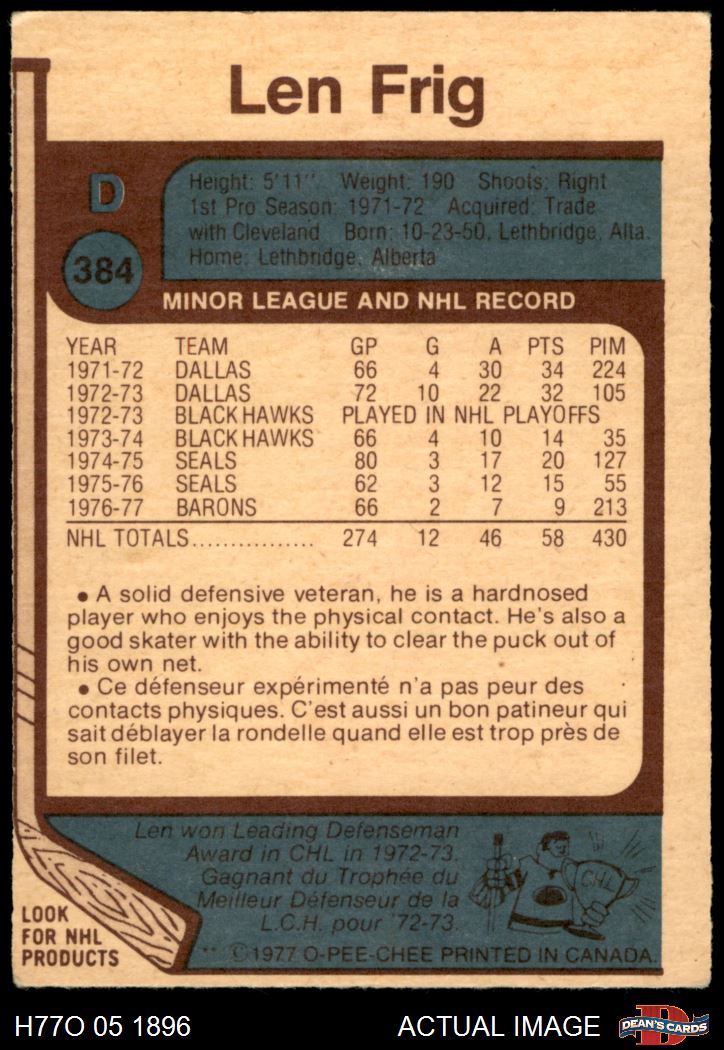 Len Frig
D
384
Height: 5'11". Weight: 190 Shoots: Right
1st Pro Season: 1971-72 Acquired: Trade
with Cleveland Born: 10-23-50, Lethbridge, Alta.
Home: Lethbridge, Alberta
MINOR LEAGUE AND NHL RECORD
YEAR TEAM GP G A PTS PIM
1971-72 DALLAS 66 4 30 34 224
1972-73 DALLAS 72 10 22 32 105
1972-73 BLACK HAWKS PLAYED IN NHL PLAYOFFS
1973-74 BLACK HAWKS 66 4 10 14 35
1974-75 SEALS 80 3 17 20 127
1975-76 SEALS 62 3 12 15 55
1976-77 BARONS 66 2 7 9 213
NHL TOTALS................ 274 12 46 58 430
• A solid defensive veteran, he is a hardnosed
player who enjoys the physical contact. He's also a
good skater with the ability to clear the puck out of
his own net.
• Ce défenseur expérimenté n'a pas peur des
contacts physiques. C'est aussi un bon patineur qui
sait déblayer la rondelle quand elle est trop près de
son filet.
Len won Leading Defenseman
Award in CHL in 1972-73.
Gagnant du Trophée du
Meilleur Défenseur de la
L.C.H. pour '72-73.
CHL
LOOK
FOR NHL
PRODUCTS
** ©1977 O-PEE-CHEE PRINTED IN CANADA.
H77O 05 1896 ACTUAL IMAGE
D
DEAN'S CARDS